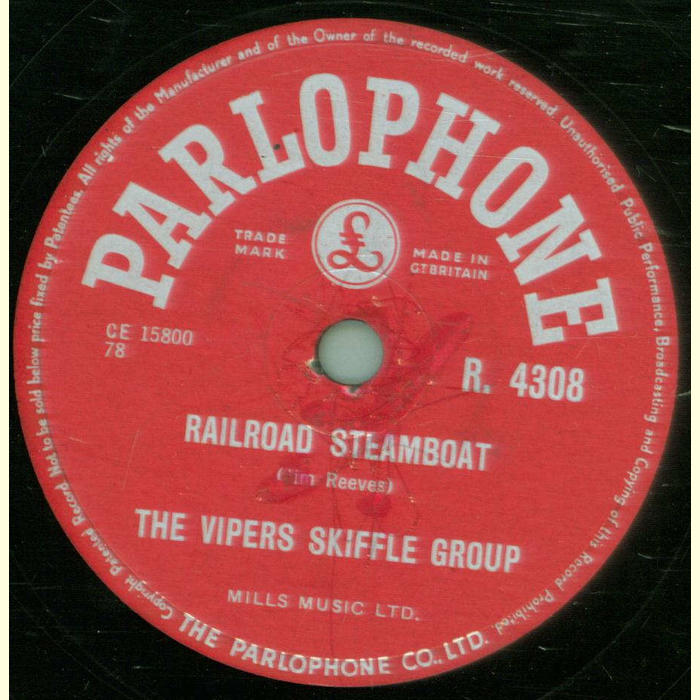 All rights of the Manufacturer and of the Owner of the recorded work reserved. Unauthorised Public Performance, Broadcasting and Copying of this Record Prohibited.
PARLOPHONE
TRADE
MARK
£
MADE IN
GT BRITAIN
CE 15800
78
R. 4308
RAILROAD STEAMBOAT
(Jim Reeves)
THE VIPERS SKIFFLE GROUP
MILLS MUSIC LTD.
Copyright Patented Record Not to be sold below price fixed by Patentees.
THE PARLOPHONE CO., LTD.